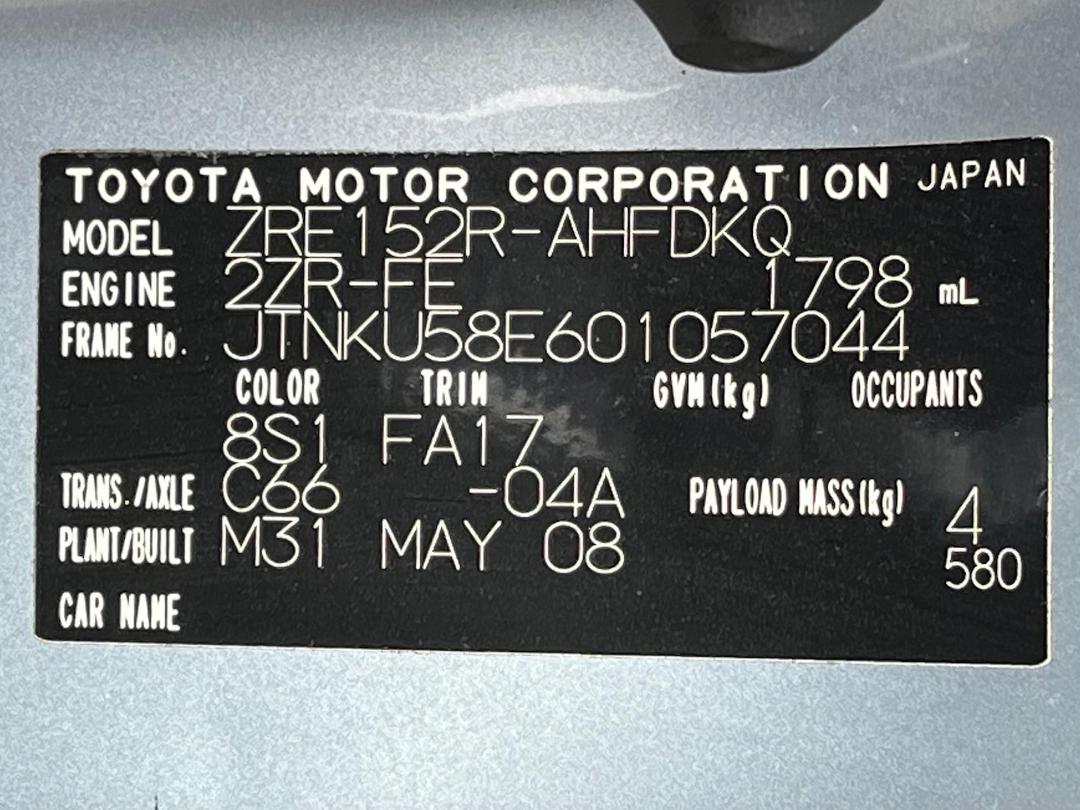 TOYOTA MOTOR CORPORATION JAPAN
MODEL ZRE152R-AHFDKQ
ENGINE 2ZR-FE 1798 mL
FRAME No. JTNKU58E601057044
COLOR TRIM GVM(kg) OCCUPANTS
8S1 FA17
TRANS./AXLE C66 -04A PAYLOAD MASS(kg) 4
PLANT/BUILT M31 MAY 08 580
CAR NAME